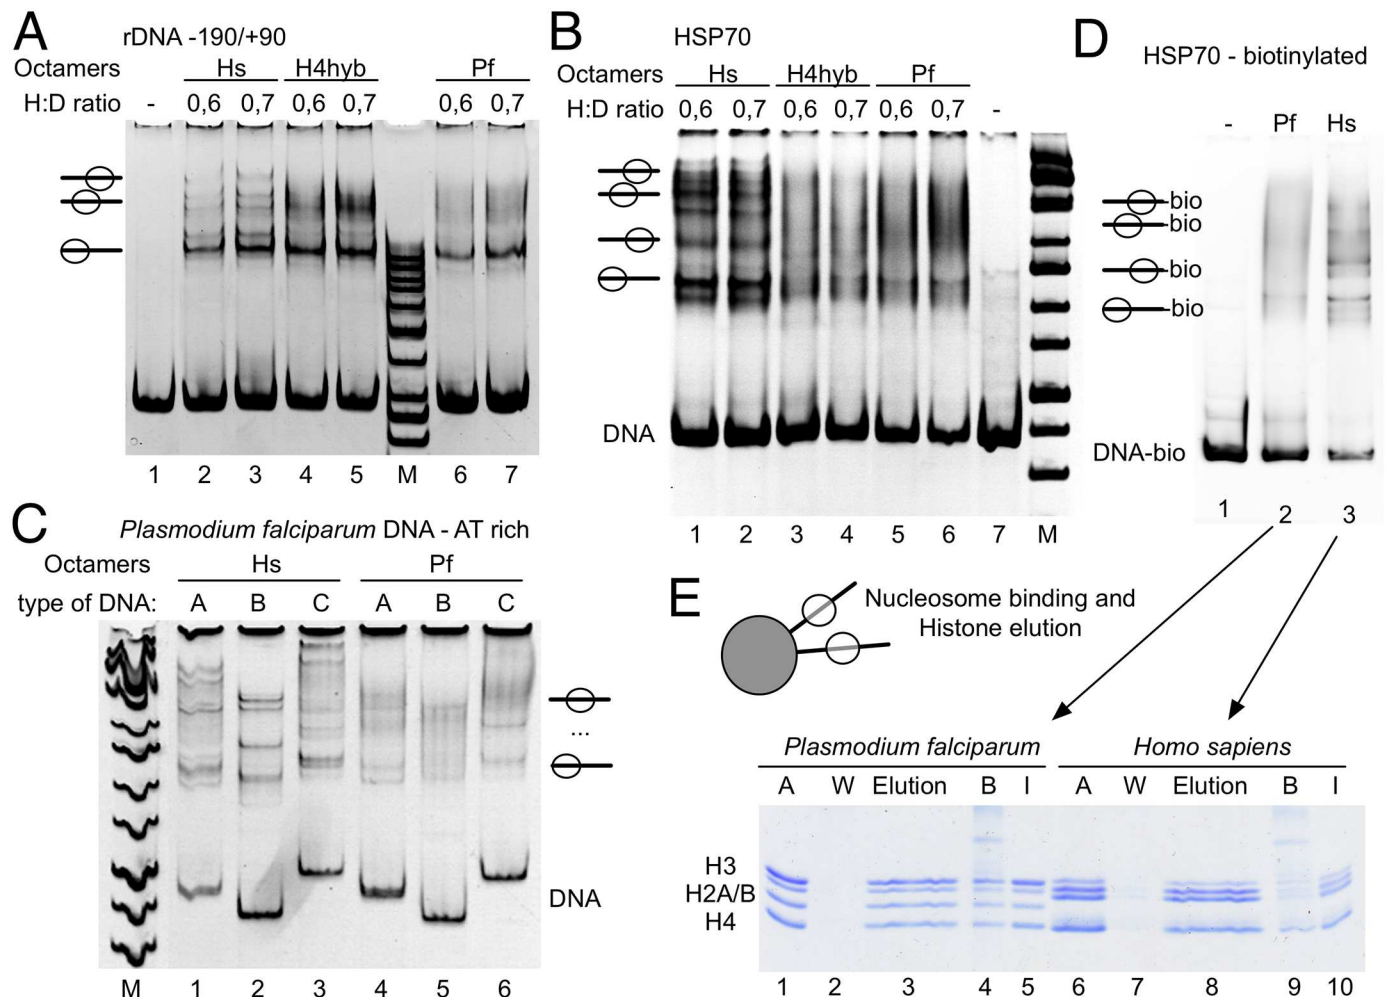 A
rDNA -190/+90
Octamers Hs H4hyb Pf
H:D ratio - 0,6 0,7 0,6 0,7 0,6 0,7
1 2 3 4 5 M 6 7
B
HSP70
Octamers Hs H4hyb Pf
H:D ratio 0,6 0,7 0,6 0,7 0,6 0,7 -
DNA
1 2 3 4 5 6 7 M
C
Plasmodium falciparum DNA - AT rich
Octamers Hs Pf
type of DNA: A B C A B C
...
DNA
M 1 2 3 4 5 6
D
HSP70 - biotinylated
- Pf Hs
bio
bio
bio
bio
DNA-bio
1 2 3
E
Nucleosome binding and
Histone elution
Plasmodium falciparum Homo sapiens
A W Elution B I A W Elution B I
H3
H2A/B
H4
1 2 3 4 5 6 7 8 9 10